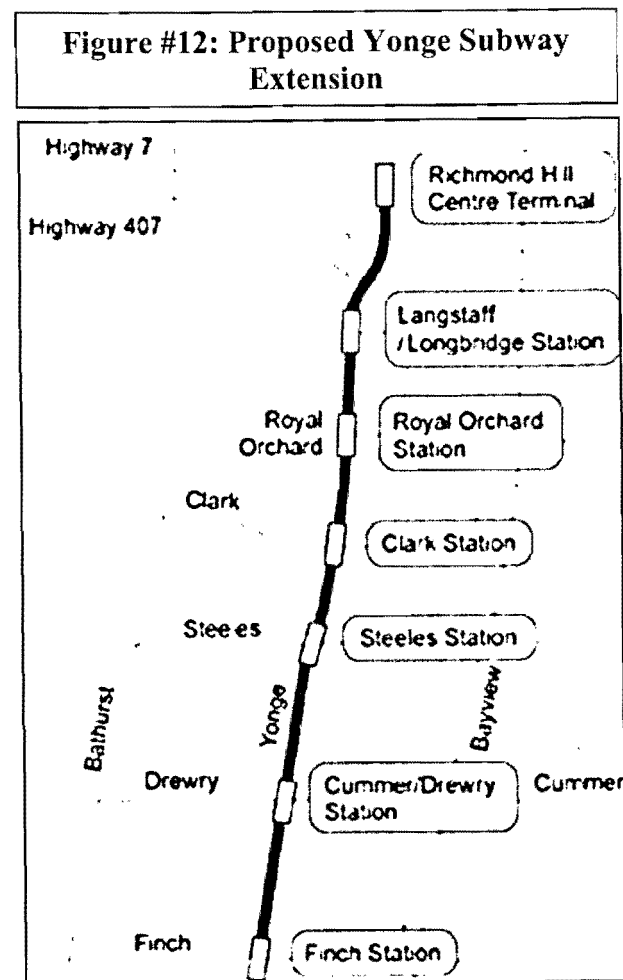 Figure #12: Proposed Yonge Subway
Extension
Highway 7
Richmond Hill
Centre Terminal
Highway 407
Langstaff
/Longbridge Station
Royal
Orchard
Royal Orchard
Station
Clark
Clark Station
Steeles
Steeles Station
Bathurst
Yonge
Bayview
Drewry
Cummer/Drewry
Station
Cummer
Finch
Finch Station